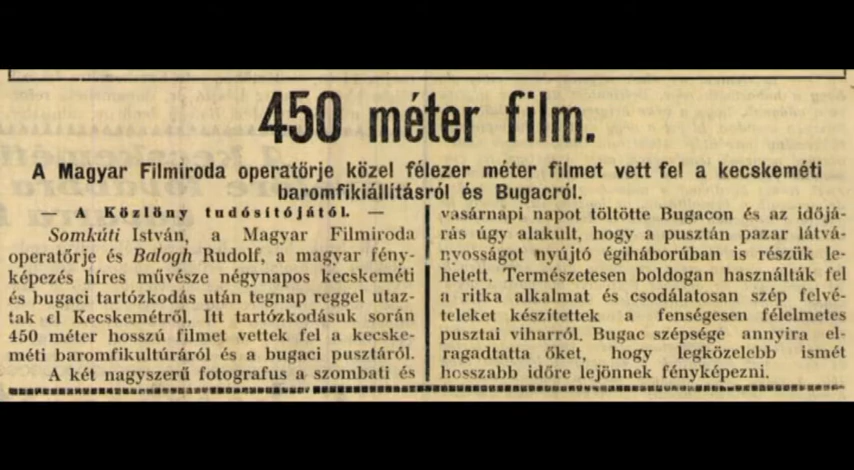 450 méter film.
A Magyar Filmiroda operatőrje közel félezer méter filmet vett fel a kecskeméti
baromfikiállításról és Bugacról.
— A Közlöny tudósítójától. —
Somkúti István, a Magyar Filmiroda
operatőrje és Balogh Rudolf, a magyar fény-
képezés híres művésze négynapos kecskeméti
és bugaci tartózkodás után tegnap reggel utaz-
tak el Kecskemétről. Itt tartózkodásuk során
450 méter hosszú filmet vettek fel a kecske-
méti baromfikultúráról és a bugaci pusztáról.
A két nagyszerű fotografus a szombati és
vasárnapi napot töltötte Bugacon és az időjá-
rás úgy alakult, hogy a pusztán pazar látvá-
nyosságot nyújtó égiháborúban is részük le-
hetett. Természetesen boldogan használták fel
a ritka alkalmat és csodálatosan szép felvé-
teleket készítettek a fenségesen félelmetes
pusztai viharról. Bugac szépsége annyira el-
ragadtatta őket, hogy legközelebb ismét
hosszabb időre lejönnek fényképezni.